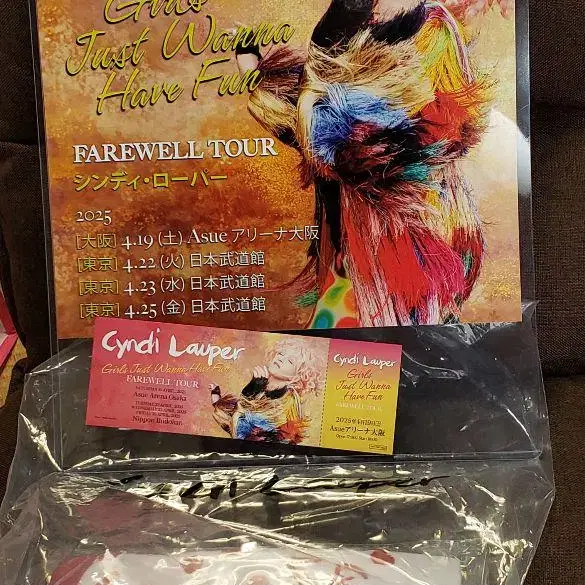 Girls
Just Wanna
Have Fun
FAREWELL TOUR
シンディ・ローパー
2025
[大阪] 4.19 (土) Asueアリーナ大阪
[東京] 4.22 (火) 日本武道館
[東京] 4.23 (水) 日本武道館
[東京] 4.25 (金) 日本武道館
Cyndi Lauper
Girls Just Wanna Have Fun
FAREWELL TOUR
Asue Arena Osaka
Nippon Budokan
Cyndi Lauper
Girls
Just Wanna
Have Fun
FAREWELL TOUR
Asueアリーナ大阪
Cyndi Lauper